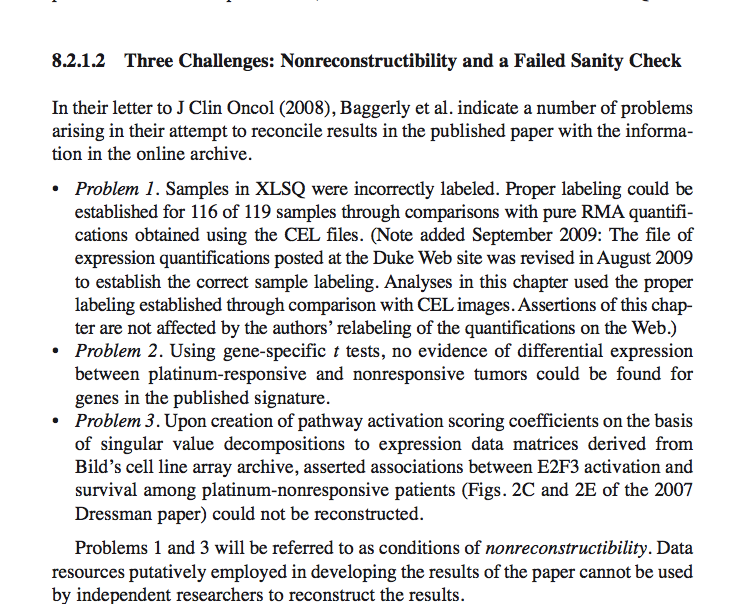 8.2.1.2 Three Challenges: Nonreconstructibility and a Failed Sanity Check
In their letter to J Clin Oncol (2008), Baggerly et al. indicate a number of problems
arising in their attempt to reconcile results in the published paper with the informa-
tion in the online archive.
• Problem 1. Samples in XLSQ were incorrectly labeled. Proper labeling could be
established for 116 of 119 samples through comparisons with pure RMA quantifi-
cations obtained using the CEL files. (Note added September 2009: The file of
expression quantifications posted at the Duke Web site was revised in August 2009
to establish the correct sample labeling. Analyses in this chapter used the proper
labeling established through comparison with CEL images. Assertions of this chap-
ter are not affected by the authors' relabeling of the quantifications on the Web.)
• Problem 2. Using gene-specific t tests, no evidence of differential expression
between platinum-responsive and nonresponsive tumors could be found for
genes in the published signature.
• Problem 3. Upon creation of pathway activation scoring coefficients on the basis
of singular value decompositions to expression data matrices derived from
Bild's cell line array archive, asserted associations between E2F3 activation and
survival among platinum-nonresponsive patients (Figs. 2C and 2E of the 2007
Dressman paper) could not be reconstructed.
Problems 1 and 3 will be referred to as conditions of nonreconstructibility. Data
resources putatively employed in developing the results of the paper cannot be used
by independent researchers to reconstruct the results.